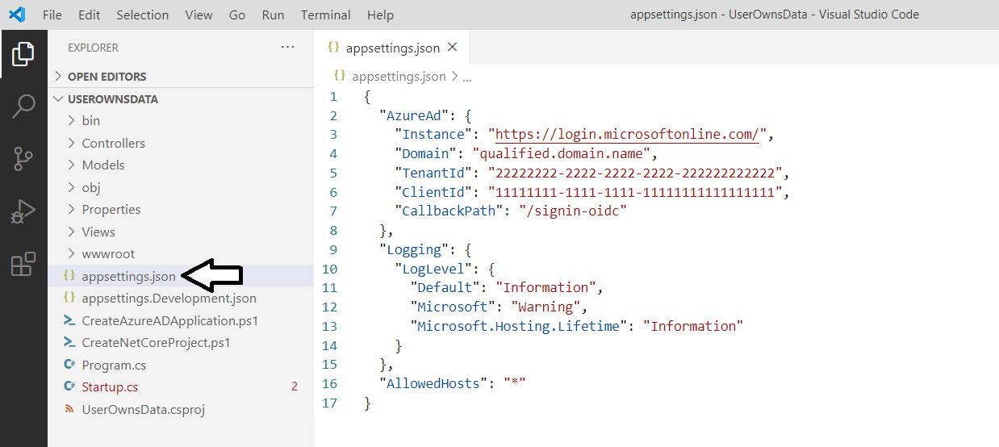 File Edit Selection View Go Run Terminal Help
appsettings.json - UserOwnsData - Visual Studio Code
EXPLORER
OPEN EDITORS
USEROWNSDATA
bin
Controllers
Models
obj
Properties
Views
wwwroot
{ } appsettings.json
{ } appsettings.Development.json
CreateAzureADApplication.ps1
CreateNetCoreProject.ps1
C# Program.cs
C# Startup.cs 2
UserOwnsData.csproj
{ } appsettings.json
{ } appsettings.json > ...
1 {
2 "AzureAd": {
3 "Instance": "https://login.microsoftonline.com/",
4 "Domain": "qualified.domain.name",
5 "TenantId": "22222222-2222-2222-2222-222222222222",
6 "ClientId": "11111111-1111-1111-11111111111111111",
7 "CallbackPath": "/signin-oidc"
8 },
9 "Logging": {
10 "LogLevel": {
11 "Default": "Information",
12 "Microsoft": "Warning",
13 "Microsoft.Hosting.Lifetime": "Information"
14 }
15 },
16 "AllowedHosts": "*"
17 }